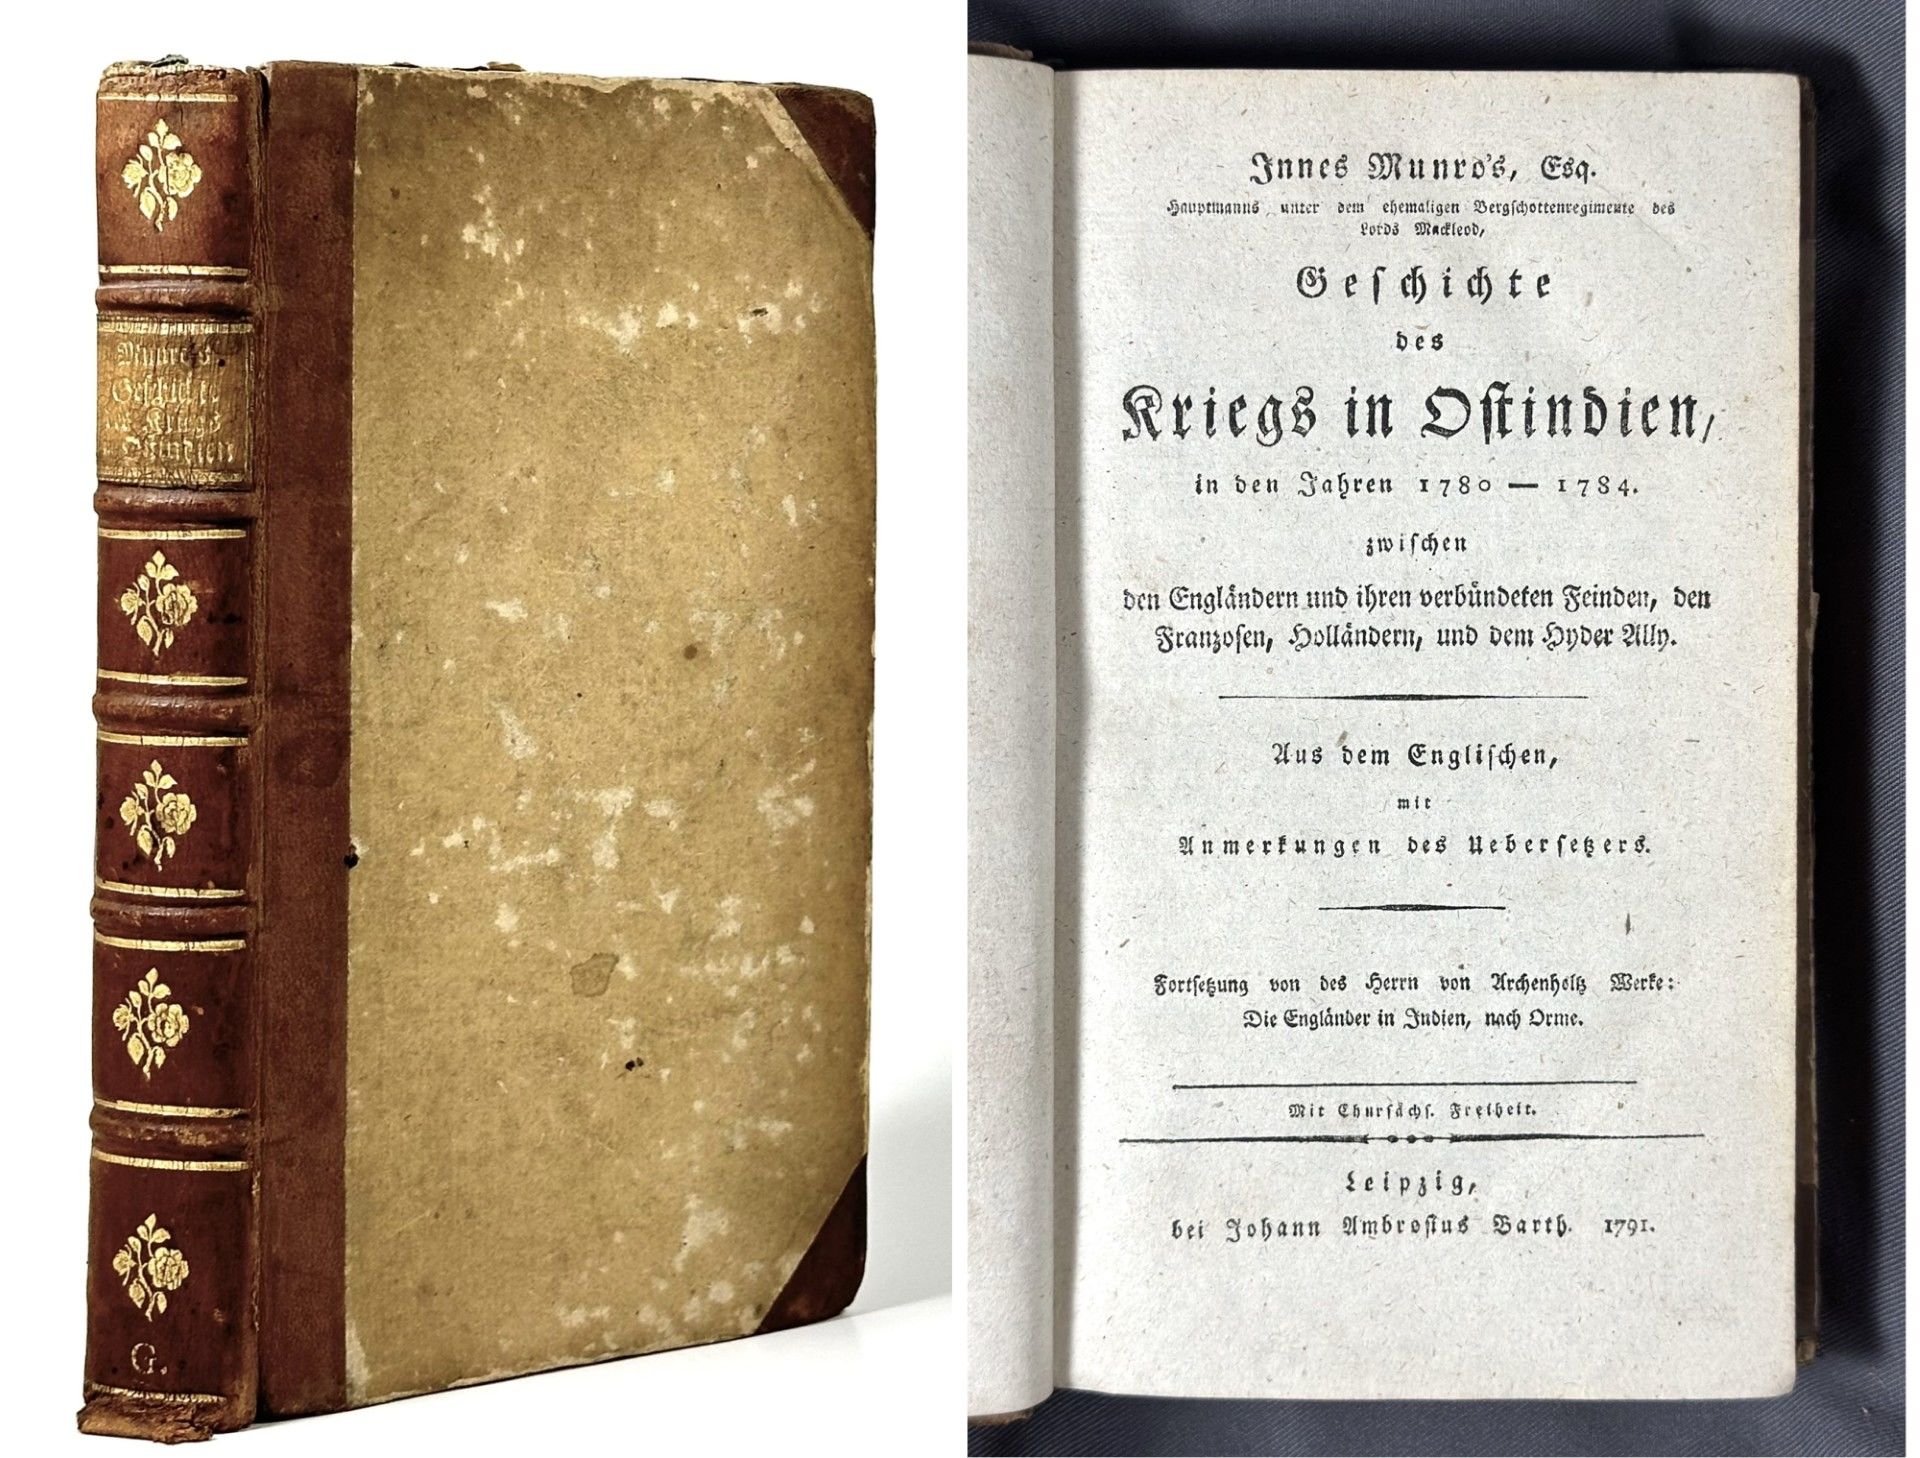 Munro's
Geschichte
des Kriegs
Ostindien
G.
Innes Munro's, Esq.
Hauptmanns unter dem ehemaligen Bergſchottenregimente des
Lords Mackleod,
Geſchichte
des
Kriegs in Oſtindien,
in den Jahren 1780 — 1784.
zwiſchen
den Engländern und ihren verbündeten Feinden, den
Franzoſen, Holländern, und dem Hyder Ally.
Aus dem Engliſchen,
mit
Anmerkungen des Ueberſetzers.
Fortſetzung von des Herrn von Archenholtz Werke:
Die Engländer in Indien, nach Orme.
Mit Churſächſ. Freiheit.
Leipzig,
bei Johann Ambroſius Barth. 1791.